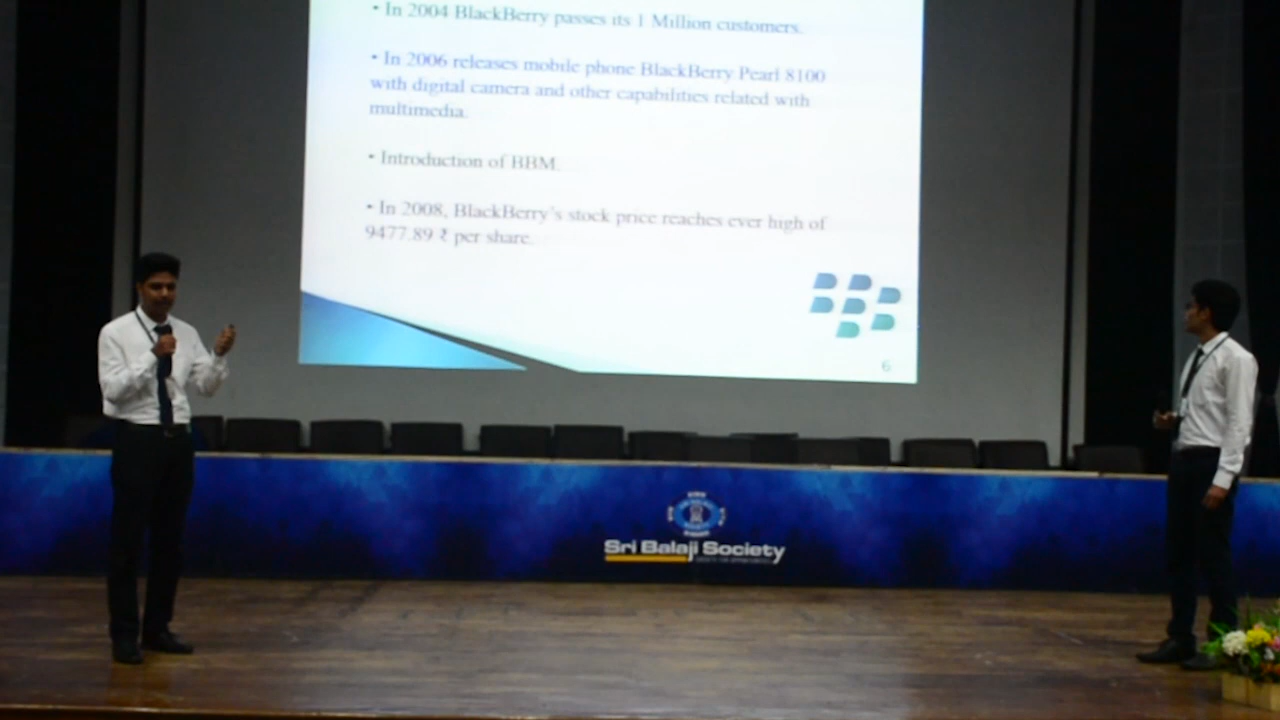 • In 2004 BlackBerry passes its 1 Million customers.
• In 2006 releases mobile phone BlackBerry Pearl 8100
with digital camera and other capabilities related with
multimedia.
• Introduction of BBM.
• In 2008, BlackBerry's stock price reaches ever high of
9477.89 ₹ per share.
6
Sri Balaji Society